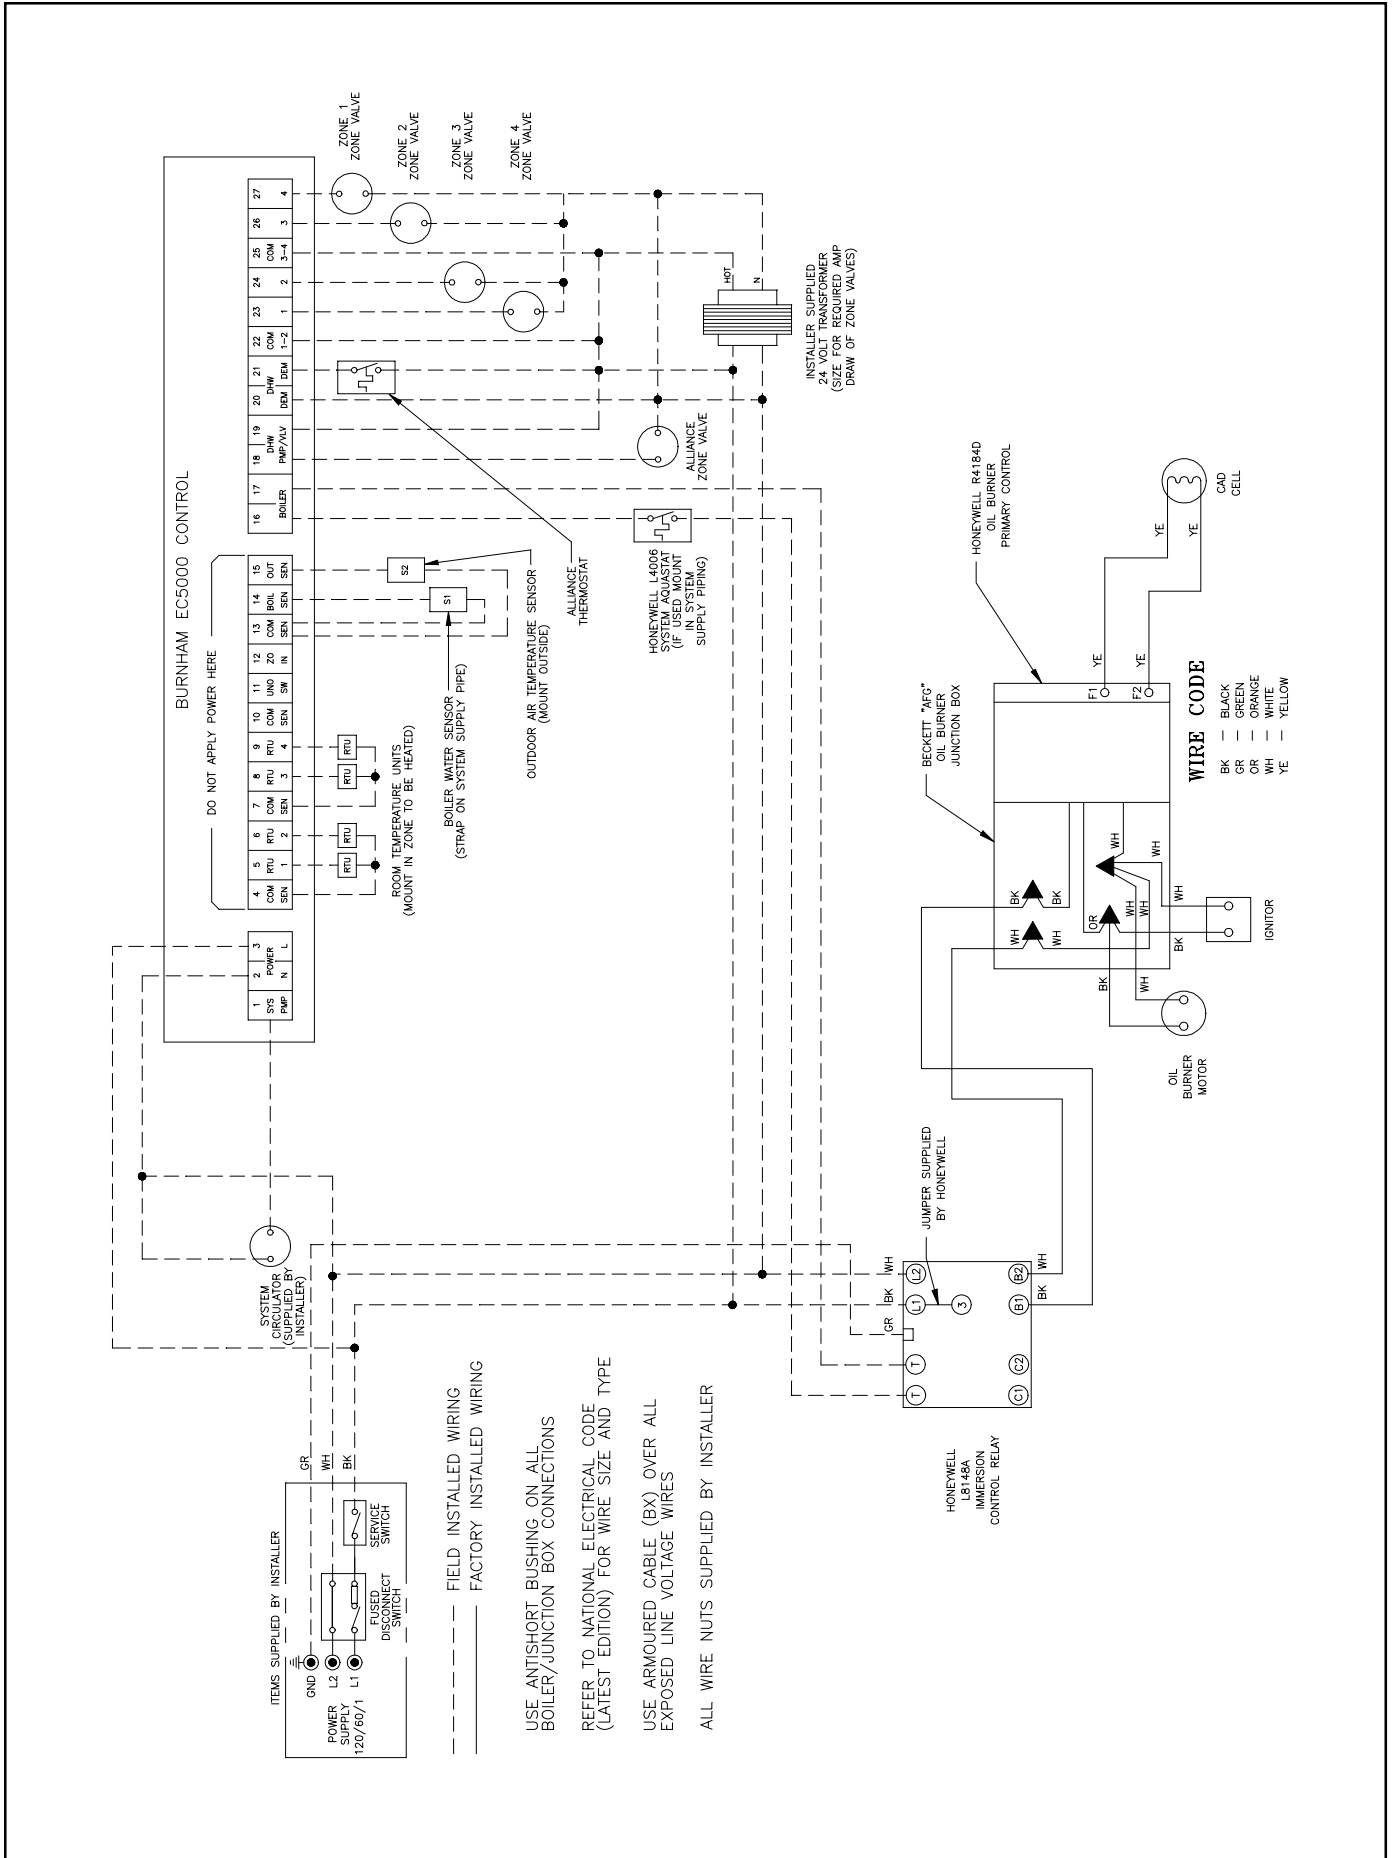 BURNHAM EC5000 CONTROL
DO NOT APPLY POWER HERE
1
SYS
PMP
2
3
POWER
N
L
4
COM
SEN
5
RTU
1
6
RTU
2
7
COM
SEN
8
RTU
3
9
RTU
4
10
COM
SEN
11
UNO
SW
12
ZO
IN
13
COM
SEN
14
BOIL
SEN
15
OUT
SEN
16
17
BOILER
18
19
DHW
PMP/VLV
20
21
DHW
DEM
DEM
22
COM
1-2
23
1
24
2
25
COM
3-4
26
3
27
4
ZONE 1
ZONE VALVE
ZONE 2
ZONE VALVE
ZONE 3
ZONE VALVE
ZONE 4
ZONE VALVE
RTU
RTU
RTU
RTU
ROOM TEMPERATURE UNITS
(MOUNT IN ZONE TO BE HEATED)
S1
S2
BOILER WATER SENSOR
(STRAP ON SYSTEM SUPPLY PIPE)
OUTDOOR AIR TEMPERATURE SENSOR
(MOUNT OUTSIDE)
ALLIANCE
THERMOSTAT
HONEYWELL L4006
SYSTEM AQUASTAT
(IF USED MOUNT
IN SYSTEM
SUPPLY PIPING)
ALLIANCE
ZONE VALVE
HOT
N
INSTALLER SUPPLIED
24 VOLT TRANSFORMER
(SIZE FOR REQUIRED AMP
DRAW OF ZONE VALVES)
SYSTEM
CIRCULATOR
(SUPPLIED BY
INSTALLER)
ITEMS SUPPLIED BY INSTALLER
GND
L2
L1
POWER
SUPPLY
120/60/1
FUSED
DISCONNECT
SWITCH
SERVICE
SWITCH
GR
WH
BK
FIELD INSTALLED WIRING
FACTORY INSTALLED WIRING
USE ANTISHORT BUSHING ON ALL
BOILER/JUNCTION BOX CONNECTIONS
REFER TO NATIONAL ELECTRICAL CODE
(LATEST EDITION) FOR WIRE SIZE AND TYPE
USE ARMOURED CABLE (BX) OVER ALL
EXPOSED LINE VOLTAGE WIRES
ALL WIRE NUTS SUPPLIED BY INSTALLER
GR
BK
WH
T
T
L1
L2
3
C1
C2
B1
B2
BK
WH
JUMPER SUPPLIED
BY HONEYWELL
HONEYWELL
L8148A
IMMERSION
CONTROL RELAY
BECKETT "AFG"
OIL BURNER
JUNCTION BOX
HONEYWELL R4184D
OIL BURNER
PRIMARY CONTROL
F1
F2
YE
YE
YE
YE
CAD
CELL
WH
WH
BK
BK
OR
WH
WH
WH
WH
BK
WH
BK
WH
OIL
BURNER
MOTOR
IGNITOR
WIRE CODE
BK — BLACK
GR — GREEN
OR — ORANGE
WH — WHITE
YE — YELLOW